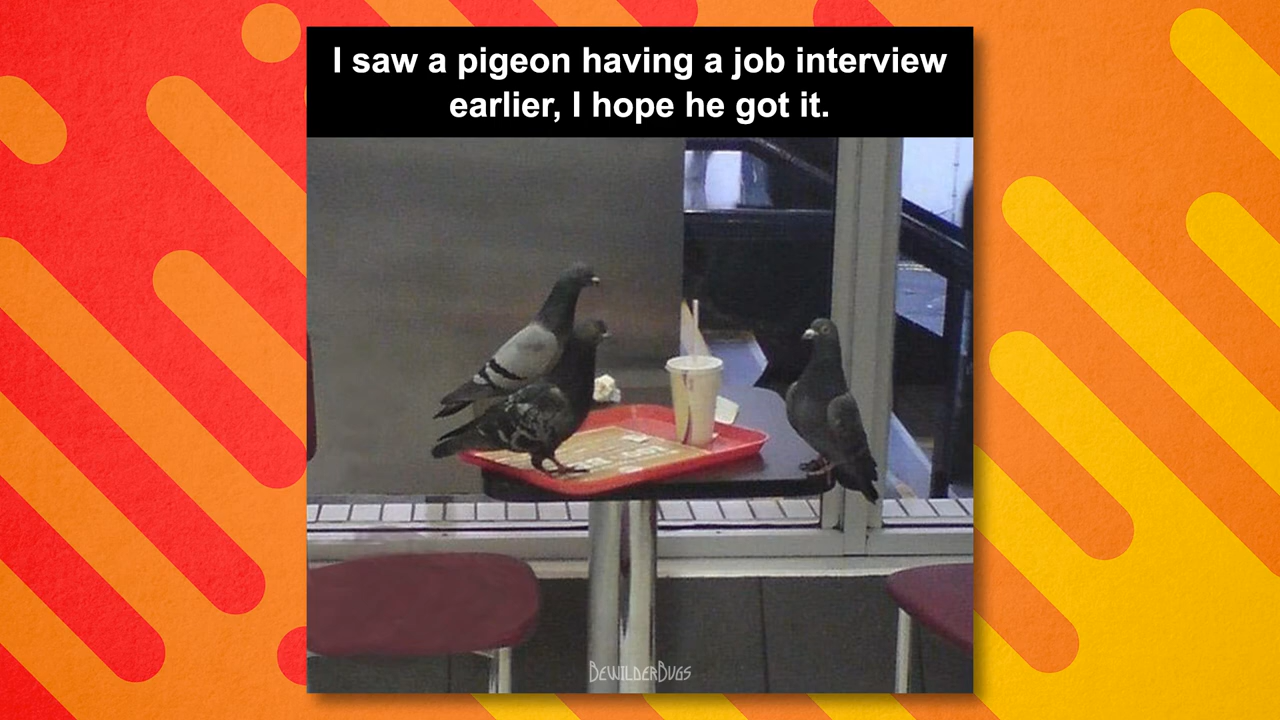 I saw a pigeon having a job interview
earlier, I hope he got it.
BEWILDERBUGS